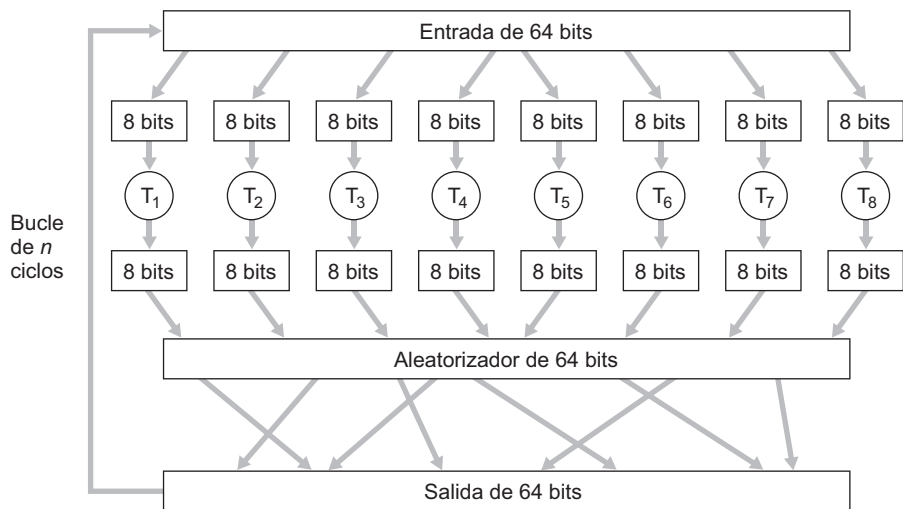 Entrada de 64 bits
8 bits 8 bits 8 bits 8 bits 8 bits 8 bits 8 bits 8 bits
T1 T2 T3 T4 T5 T6 T7 T8
Bucle
de n
ciclos
8 bits 8 bits 8 bits 8 bits 8 bits 8 bits 8 bits 8 bits
Aleatorizador de 64 bits
Salida de 64 bits